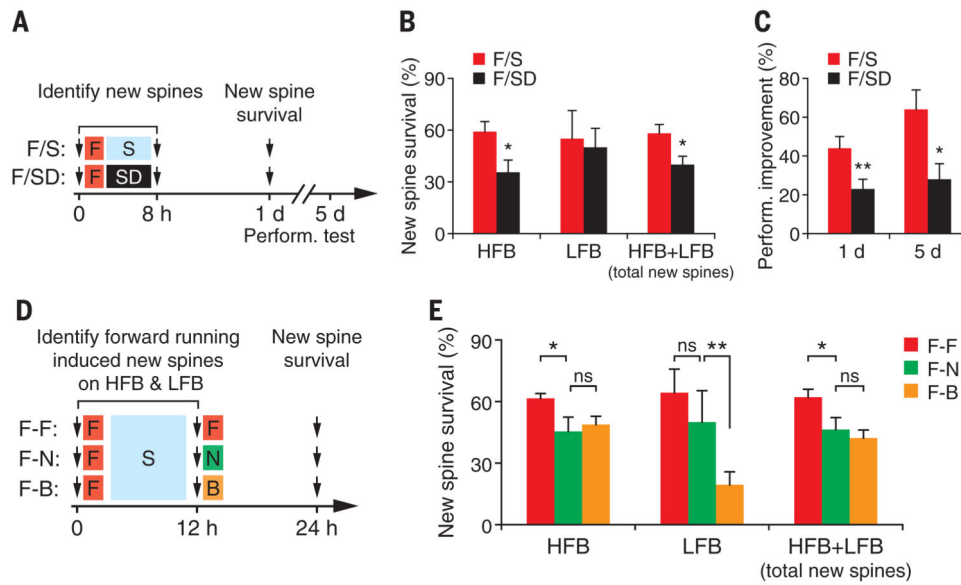 A
Identify new spines
New spine
survival
F/S: F S
F/SD: F SD
0 8 h 1 d 5 d
Perform. test
B
New spine survival (%)
F/S
F/SD
90
60
30
0
*
*
HFB LFB HFB+LFB
(total new spines)
C
Perform. improvement (%)
F/S
F/SD
80
60
40
20
0
**
*
1 d 5 d
D
Identify forward running
induced new spines
on HFB & LFB
New spine
survival
F-F: F F
F-N: F S N
F-B: F B
0 12 h 24 h
E
New spine survival (%)
90
60
30
0
* ns
ns **
* ns
F-F
F-N
F-B
HFB LFB HFB+LFB
(total new spines)